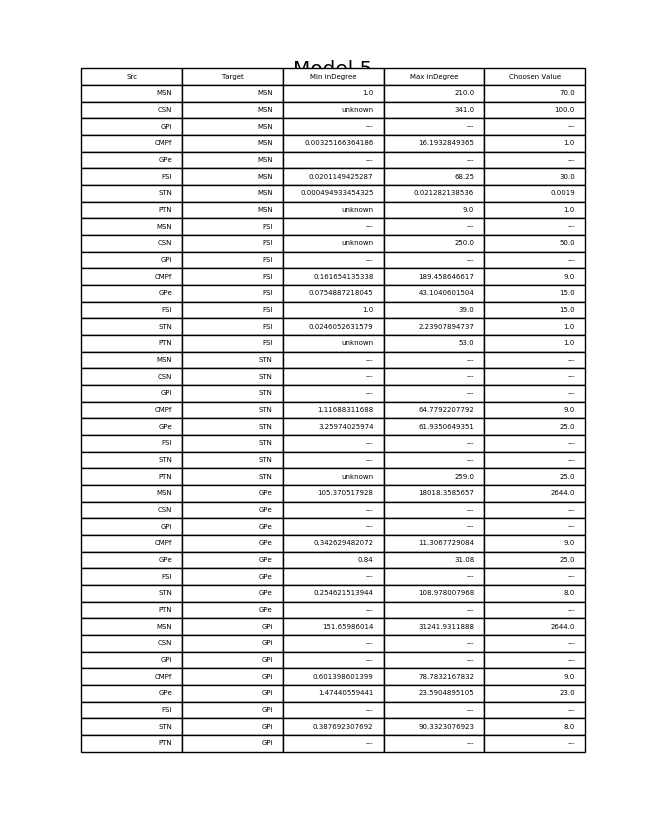 Model 5
Src Target Min inDegree Max inDegree Choosen Value
MSN MSN 1.0 210.0 70.0
CSN MSN unknown 341.0 100.0
GPi MSN --- --- ---
CMPf MSN 0.00325166364186 16.1932849365 1.0
GPe MSN --- --- ---
FSI MSN 0.0201149425287 68.25 30.0
STN MSN 0.000494933454325 0.021282138536 0.0019
PTN MSN unknown 9.0 1.0
MSN FSI --- --- ---
CSN FSI unknown 250.0 50.0
GPi FSI --- --- ---
CMPf FSI 0.161654135338 189.458646617 9.0
GPe FSI 0.0754887218045 43.1040601504 15.0
FSI FSI 1.0 39.0 15.0
STN FSI 0.0246052631579 2.23907894737 1.0
PTN FSI unknown 53.0 1.0
MSN STN --- --- ---
CSN STN --- --- ---
GPi STN --- --- ---
CMPf STN 1.11688311688 64.7792207792 9.0
GPe STN 3.25974025974 61.9350649351 25.0
FSI STN --- --- ---
STN STN --- --- ---
PTN STN unknown 259.0 25.0
MSN GPe 105.370517928 18018.3585657 2644.0
CSN GPe --- --- ---
GPi GPe --- --- ---
CMPf GPe 0.342629482072 11.3067729084 9.0
GPe GPe 0.84 31.08 25.0
FSI GPe --- --- ---
STN GPe 0.254621513944 108.978007968 8.0
PTN GPe --- --- ---
MSN GPi 151.65986014 31241.9311888 2644.0
CSN GPi --- --- ---
GPi GPi --- --- ---
CMPf GPi 0.601398601399 78.7832167832 9.0
GPe GPi 1.47440559441 23.5904895105 23.0
FSI GPi --- --- ---
STN GPi 0.387692307692 90.3323076923 8.0
PTN GPi --- --- ---